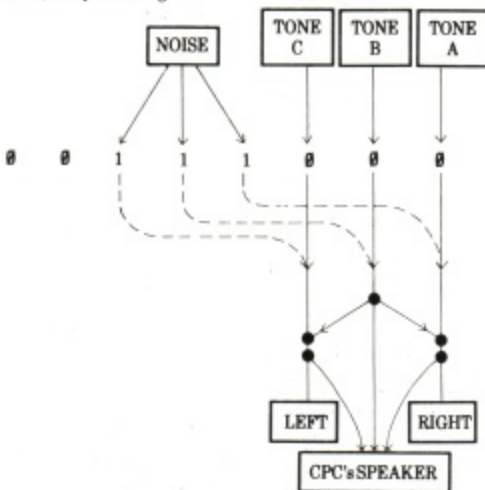 TONE TONE TONE
NOISE C B A
0 0 1 1 1 0 0 0
LEFT RIGHT
CPC's SPEAKER